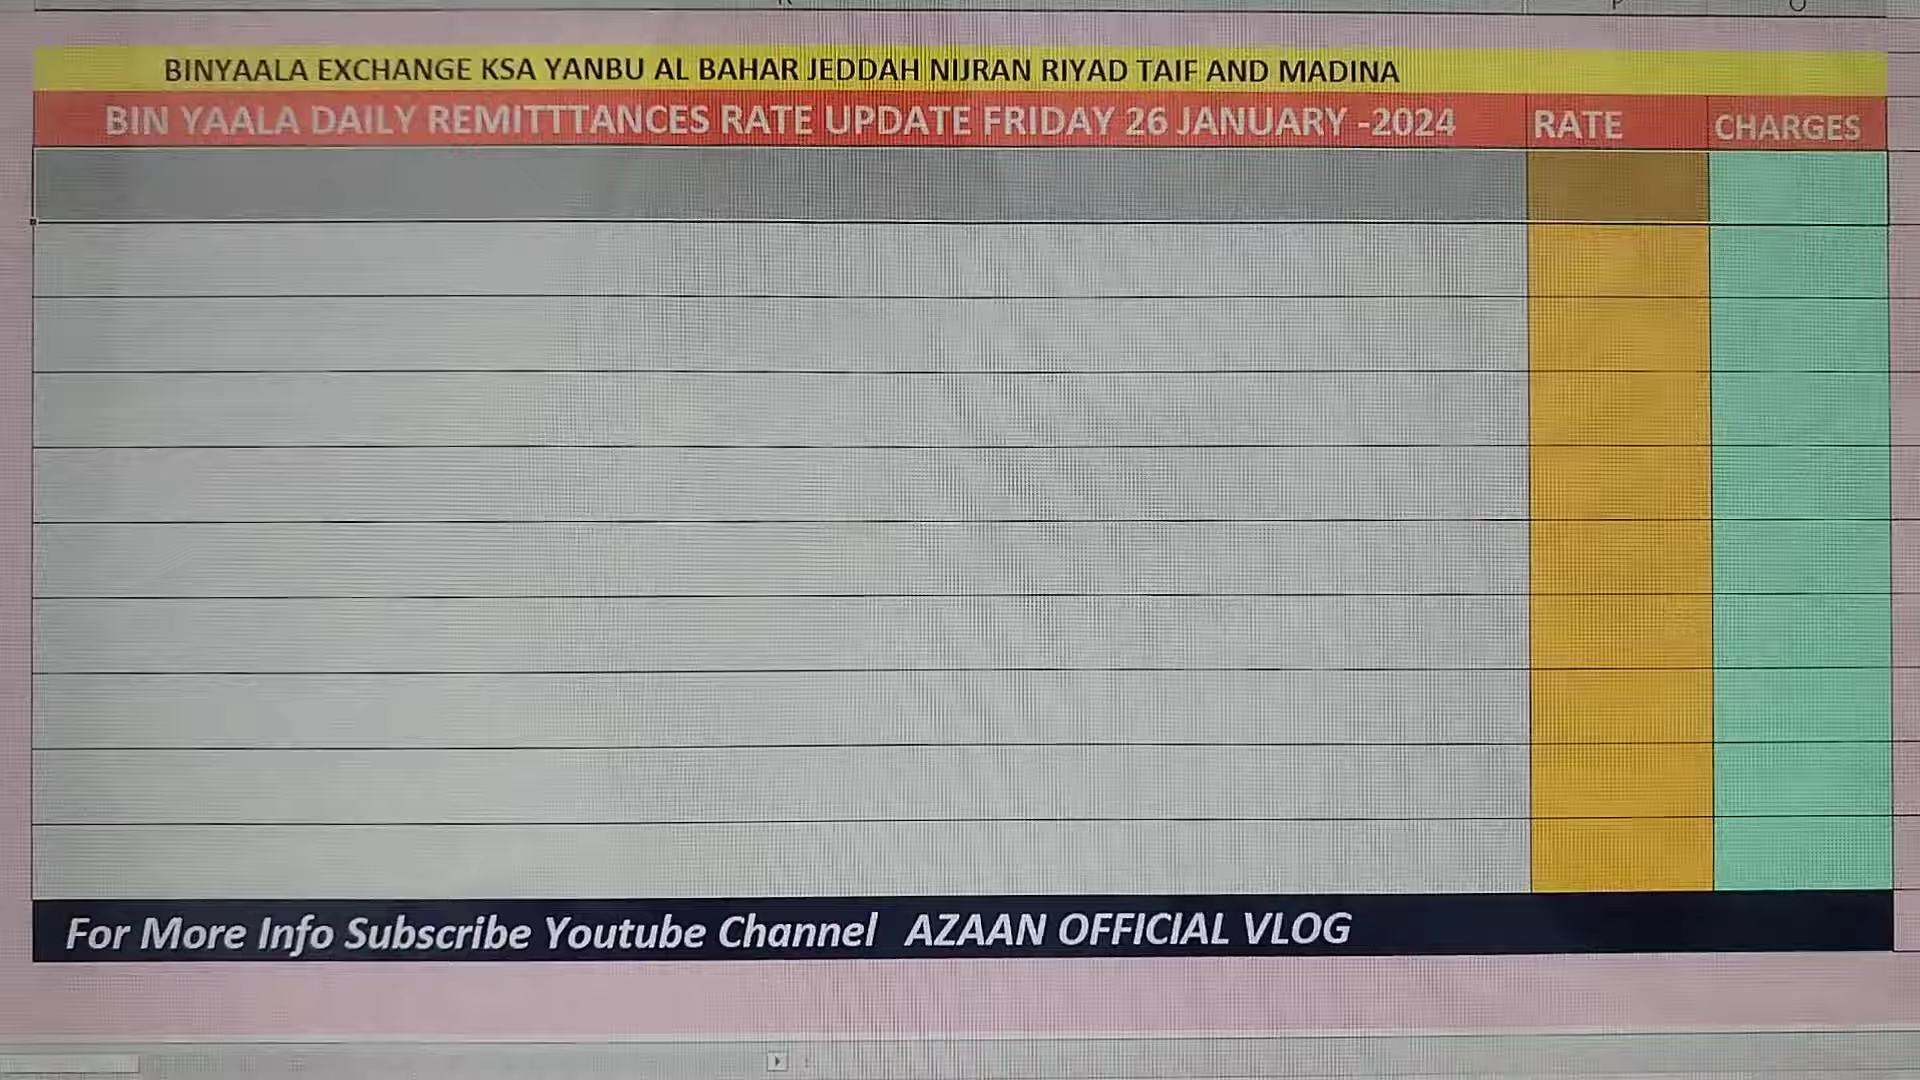 BINYAALA EXCHANGE KSA YANBU AL BAHAR JEDDAH NIJRAN RIYAD TAIF AND MADINA
BIN YAALA DAILY REMITTTANCES RATE UPDATE FRIDAY 26 JANUARY -2024 RATE CHARGES
For More Info Subscribe Youtube Channel AZAAN OFFICIAL VLOG